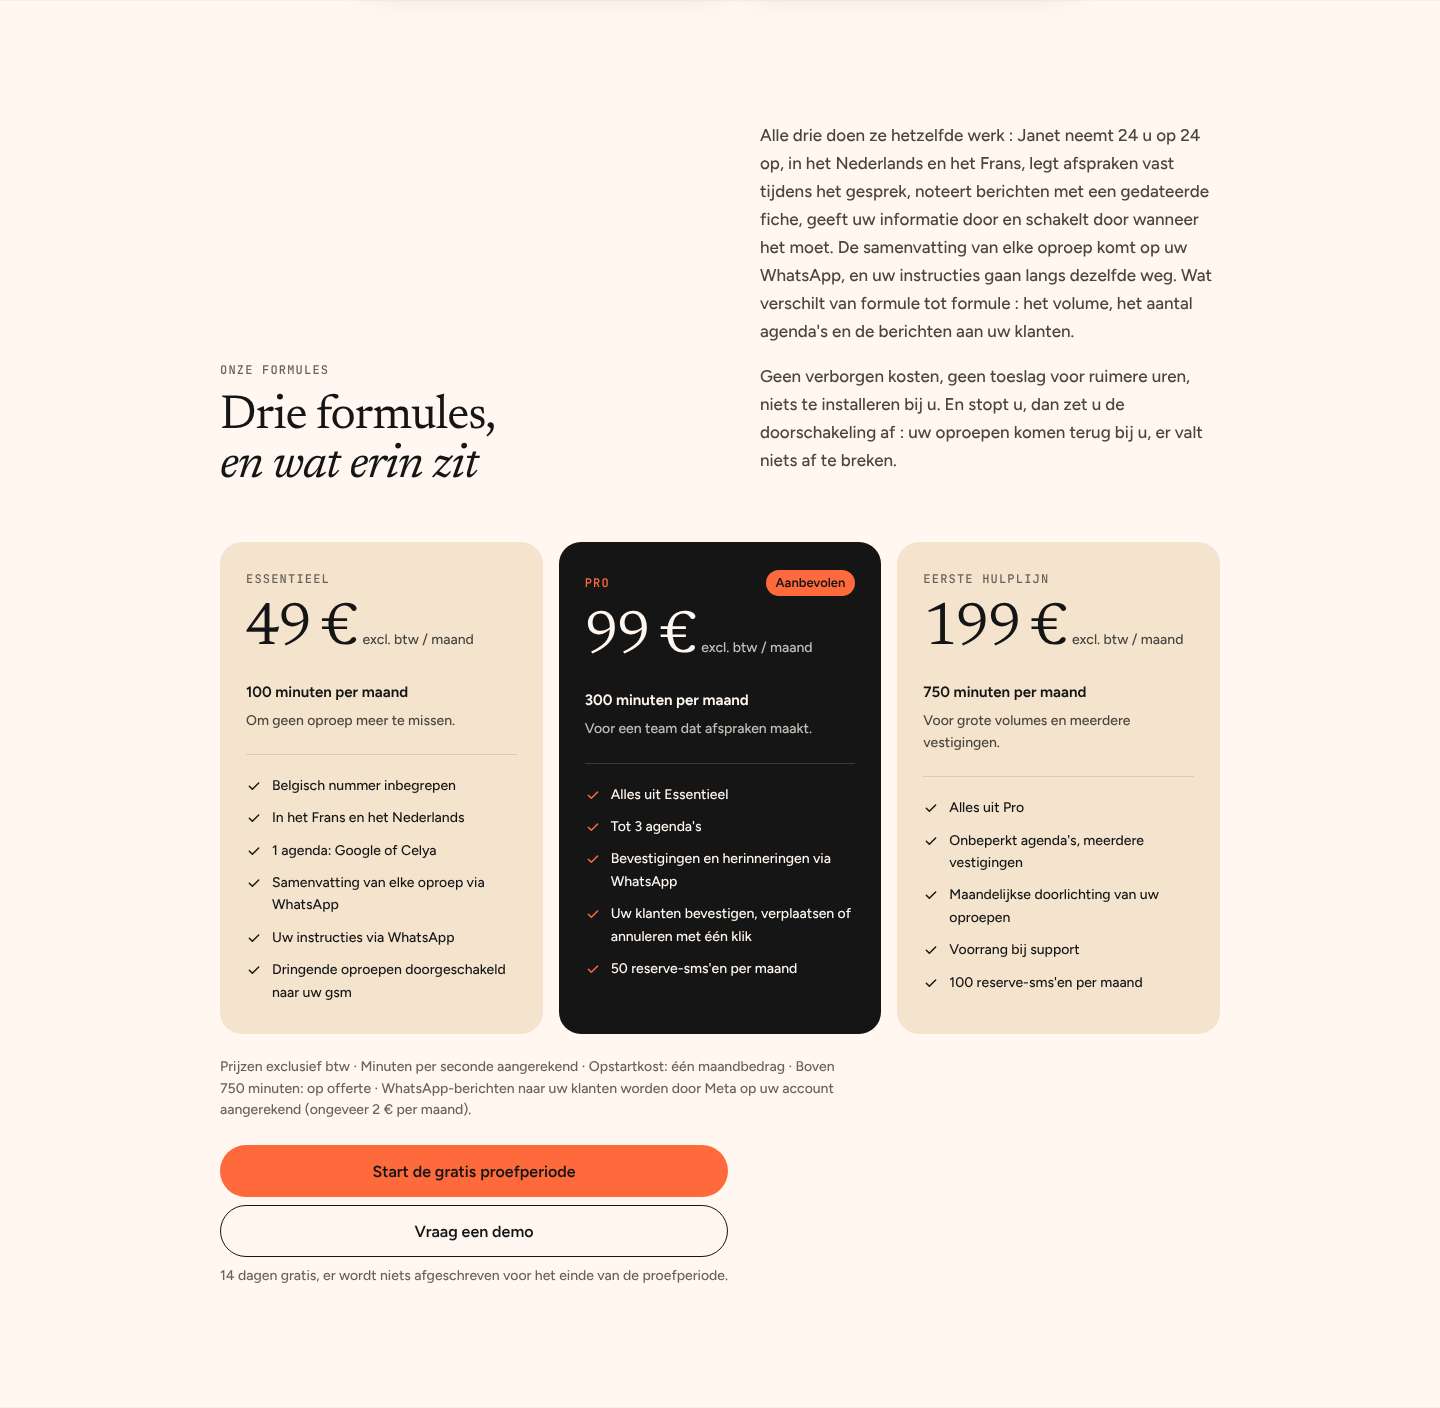 Alle drie doen ze hetzelfde werk : Janet neemt 24 u op 24
op, in het Nederlands en het Frans, legt afspraken vast
tijdens het gesprek, noteert berichten met een gedateerde
fiche, geeft uw informatie door en schakelt door wanneer
het moet. De samenvatting van elke oproep komt op uw
WhatsApp, en uw instructies gaan langs dezelfde weg. Wat
verschilt van formule tot formule : het volume, het aantal
agenda's en de berichten aan uw klanten.
Geen verborgen kosten, geen toeslag voor ruimere uren,
niets te installeren bij u. En stopt u, dan zet u de
doorschakeling af : uw oproepen komen terug bij u, er valt
niets af te breken.
ONZE FORMULES
Drie formules,
en wat erin zit
ESSENTIEEL
49 € excl. btw / maand
100 minuten per maand
Om geen oproep meer te missen.
Belgisch nummer inbegrepen
In het Frans en het Nederlands
1 agenda: Google of Celya
Samenvatting van elke oproep via
WhatsApp
Uw instructies via WhatsApp
Dringende oproepen doorgeschakeld
naar uw gsm
PRO
Aanbevolen
99 € excl. btw / maand
300 minuten per maand
Voor een team dat afspraken maakt.
Alles uit Essentieel
Tot 3 agenda's
Bevestigingen en herinneringen via
WhatsApp
Uw klanten bevestigen, verplaatsen of
annuleren met één klik
50 reserve-sms'en per maand
EERSTE HULPLIJN
199 € excl. btw / maand
750 minuten per maand
Voor grote volumes en meerdere
vestigingen.
Alles uit Pro
Onbeperkt agenda's, meerdere
vestigingen
Maandelijkse doorlichting van uw
oproepen
Voorrang bij support
100 reserve-sms'en per maand
Prijzen exclusief btw · Minuten per seconde aangerekend · Opstartkost: één maandbedrag · Boven
750 minuten: op offerte · WhatsApp-berichten naar uw klanten worden door Meta op uw account
aangerekend (ongeveer 2 € per maand).
Start de gratis proefperiode
Vraag een demo
14 dagen gratis, er wordt niets afgeschreven voor het einde van de proefperiode.